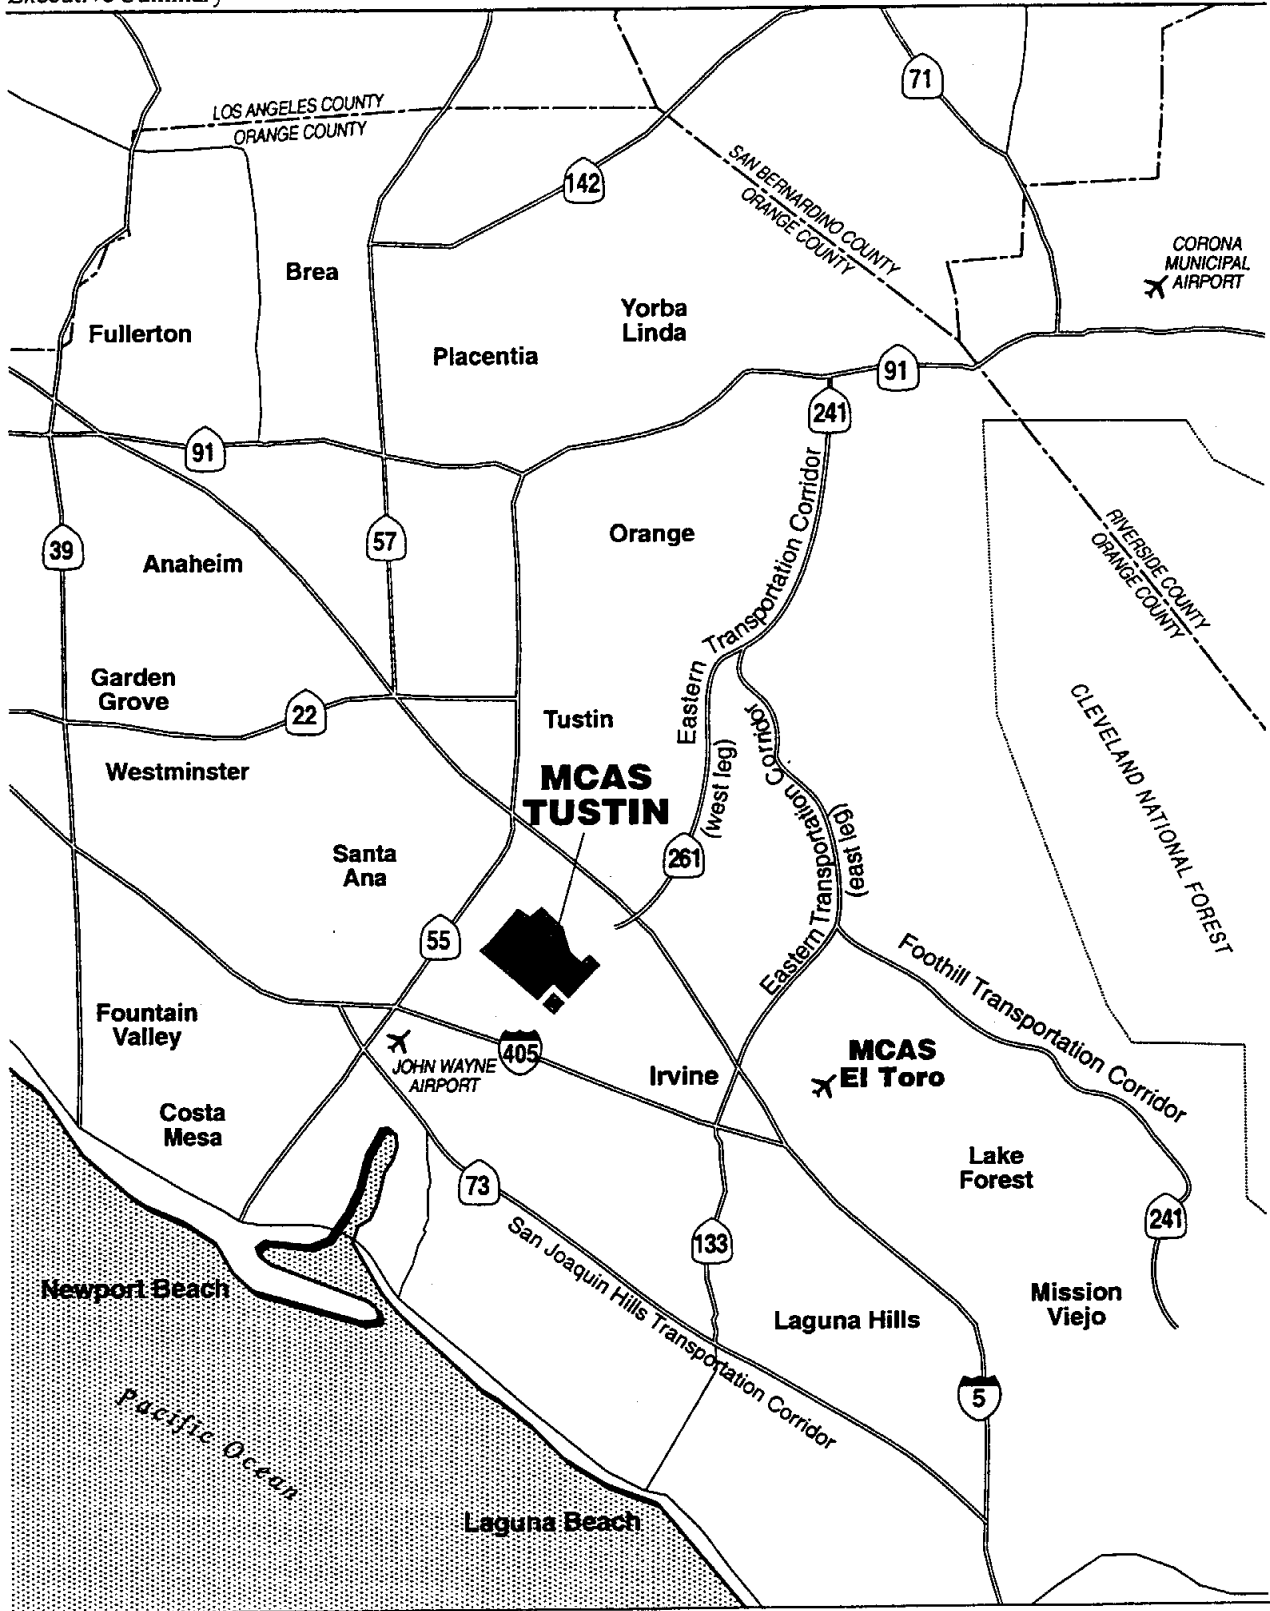 Executive Summary
71
LOS ANGELES COUNTY
ORANGE COUNTY
142
SAN BERNARDINO COUNTY
ORANGE COUNTY
CORONA
MUNICIPAL
AIRPORT
Brea
Yorba
Linda
Fullerton
Placentia
91
241
91
39
57
Orange
Anaheim
Eastern Transportation Corridor
(west leg)
RIVERSIDE COUNTY
ORANGE COUNTY
Garden
Grove
22
Tustin
CLEVELAND NATIONAL FOREST
Westminster
MCAS
TUSTIN
Eastern Transportation Corridor
(east leg)
Santa
Ana
261
55
Foothill Transportation Corridor
Fountain
Valley
JOHN WAYNE
AIRPORT
405
Irvine
MCAS
El Toro
Costa
Mesa
Lake
Forest
73
241
133
San Joaquin Hills Transportation Corridor
Newport Beach
Laguna Hills
Mission
Viejo
5
Pacific Ocean
Laguna Beach